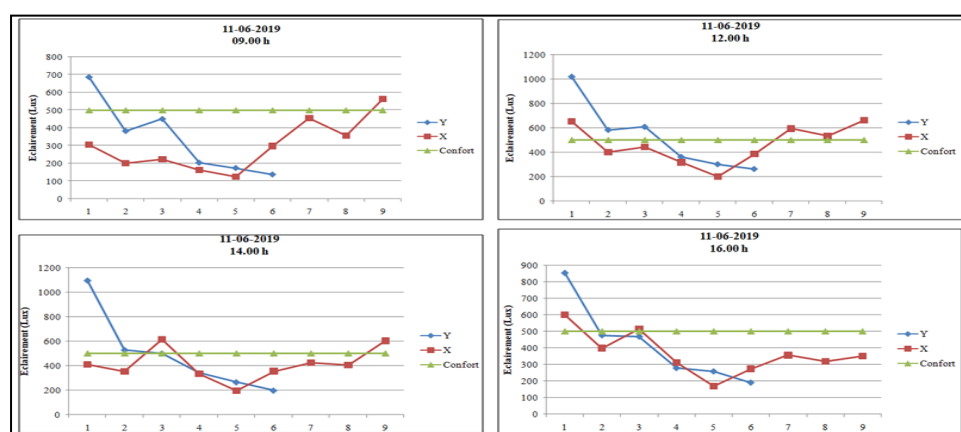 11-06-2019
09.00 h
Eclairement (Lux)
800
700
600
500
400
300
200
100
0
1 2 3 4 5 6 7 8 9
Y
X
Confort
11-06-2019
12.00 h
Eclairement (Lux)
1200
1000
800
600
400
200
0
1 2 3 4 5 6 7 8 9
Y
X
Confort
11-06-2019
14.00 h
Eclairement (Lux)
1200
1000
800
600
400
200
0
1 2 3 4 5 6 7 8 9
Y
X
Confort
11-06-2019
16.00 h
Eclairement (Lux)
900
800
700
600
500
400
300
200
100
0
1 2 3 4 5 6 7 8 9
Y
X
Confort